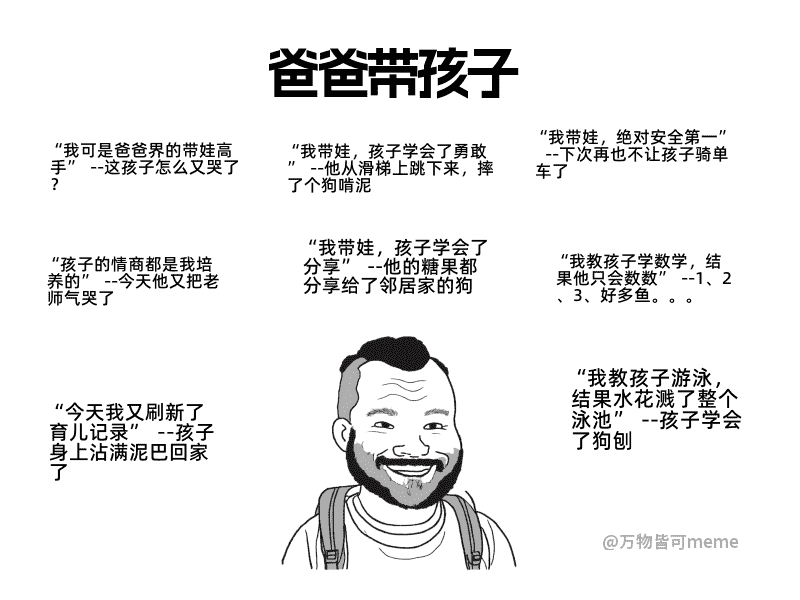 爸爸带孩子
“我可是爸爸界的带娃高
手” --这孩子怎么又哭了
？
“我带娃，孩子学会了勇敢
” --他从滑梯上跳下来，摔
了个狗啃泥
“我带娃，绝对安全第一”
--下次再也不让孩子骑单
车了
“孩子的情商都是我培
养的” --今天他又把老
师气哭了
“我带娃，孩子学会了
分享” --他的糖果都
分享给了邻居家的狗
“我教孩子学数学，结
果他只会数数” --1、2
、3、好多鱼。。。
“今天我又刷新了
育儿记录” --孩子
身上沾满泥巴回家
了
“我教孩子游泳，
结果水花溅了整个
泳池” --孩子学会
了狗刨
@万物皆可meme